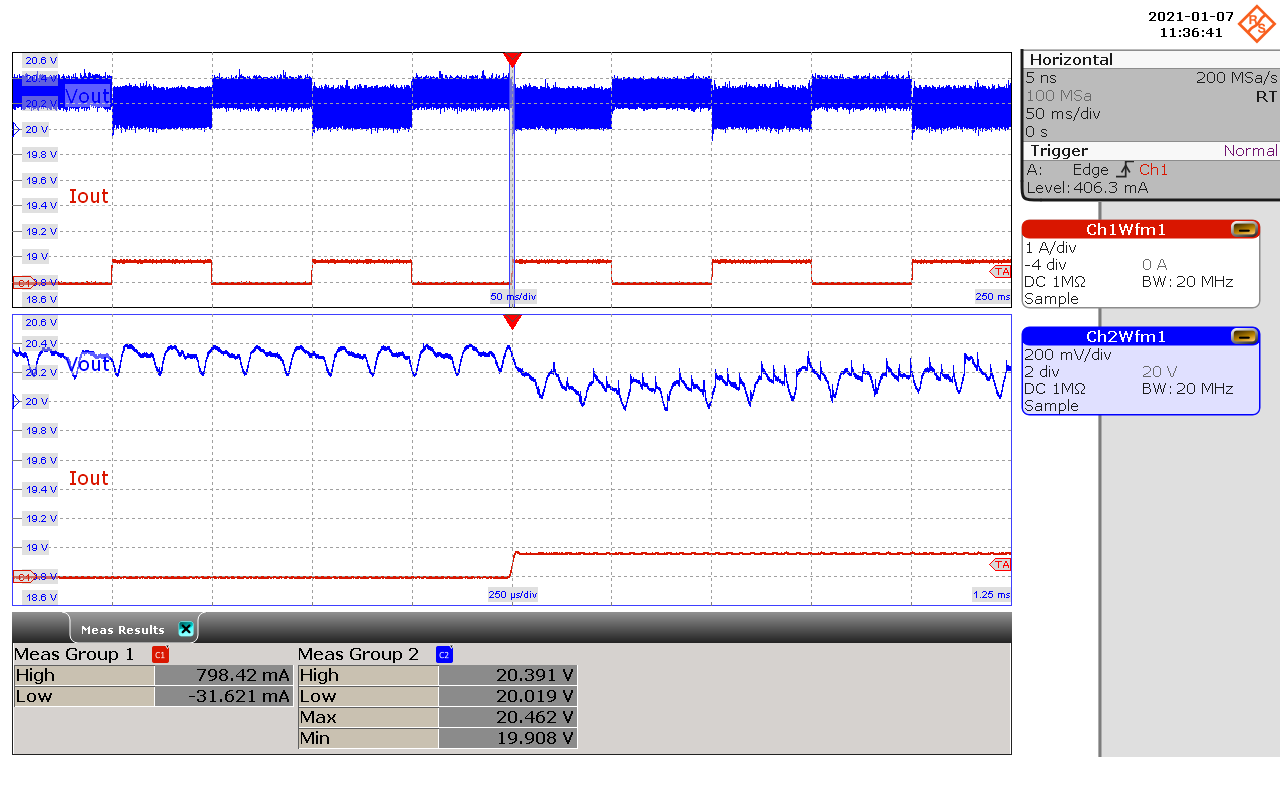 2021-01-07
11:36:41
R&S
Horizontal
5 ns 200 MSa/s
100 MSa RT
50 ms/div
0 s
Trigger Normal
A: Edge Ch1
Level: 406.3 mA
Ch1Wfm1
1 A/div
-4 div 0 A
DC 1MΩ BW: 20 MHz
Sample
Ch2Wfm1
200 mV/div
2 div 20 V
DC 1MΩ BW: 20 MHz
Sample
20.6 V
20.4 V
Vout
20.2 V
20 V
19.8 V
19.6 V
Iout
19.4 V
19.2 V
19 V
TA
C1 18.8 V
18.6 V
50 ms/div
250 ms
20.6 V
20.4 V
Vout
20.2 V
20 V
19.8 V
19.6 V
Iout
19.4 V
19.2 V
19 V
TA
C1 18.8 V
18.6 V
250 µs/div
1.25 ms
Meas Results
Meas Group 1 C1
High 798.42 mA
Low -31.621 mA
Meas Group 2 C2
High 20.391 V
Low 20.019 V
Max 20.462 V
Min 19.908 V